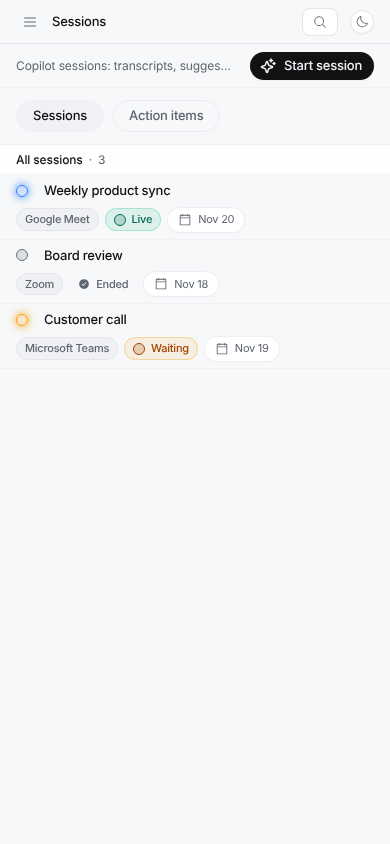 Sessions
Copilot sessions: transcripts, sugges...
Start session
Sessions
Action items
All sessions · 3
Weekly product sync
Google Meet
Live
Nov 20
Board review
Zoom
Ended
Nov 18
Customer call
Microsoft Teams
Waiting
Nov 19